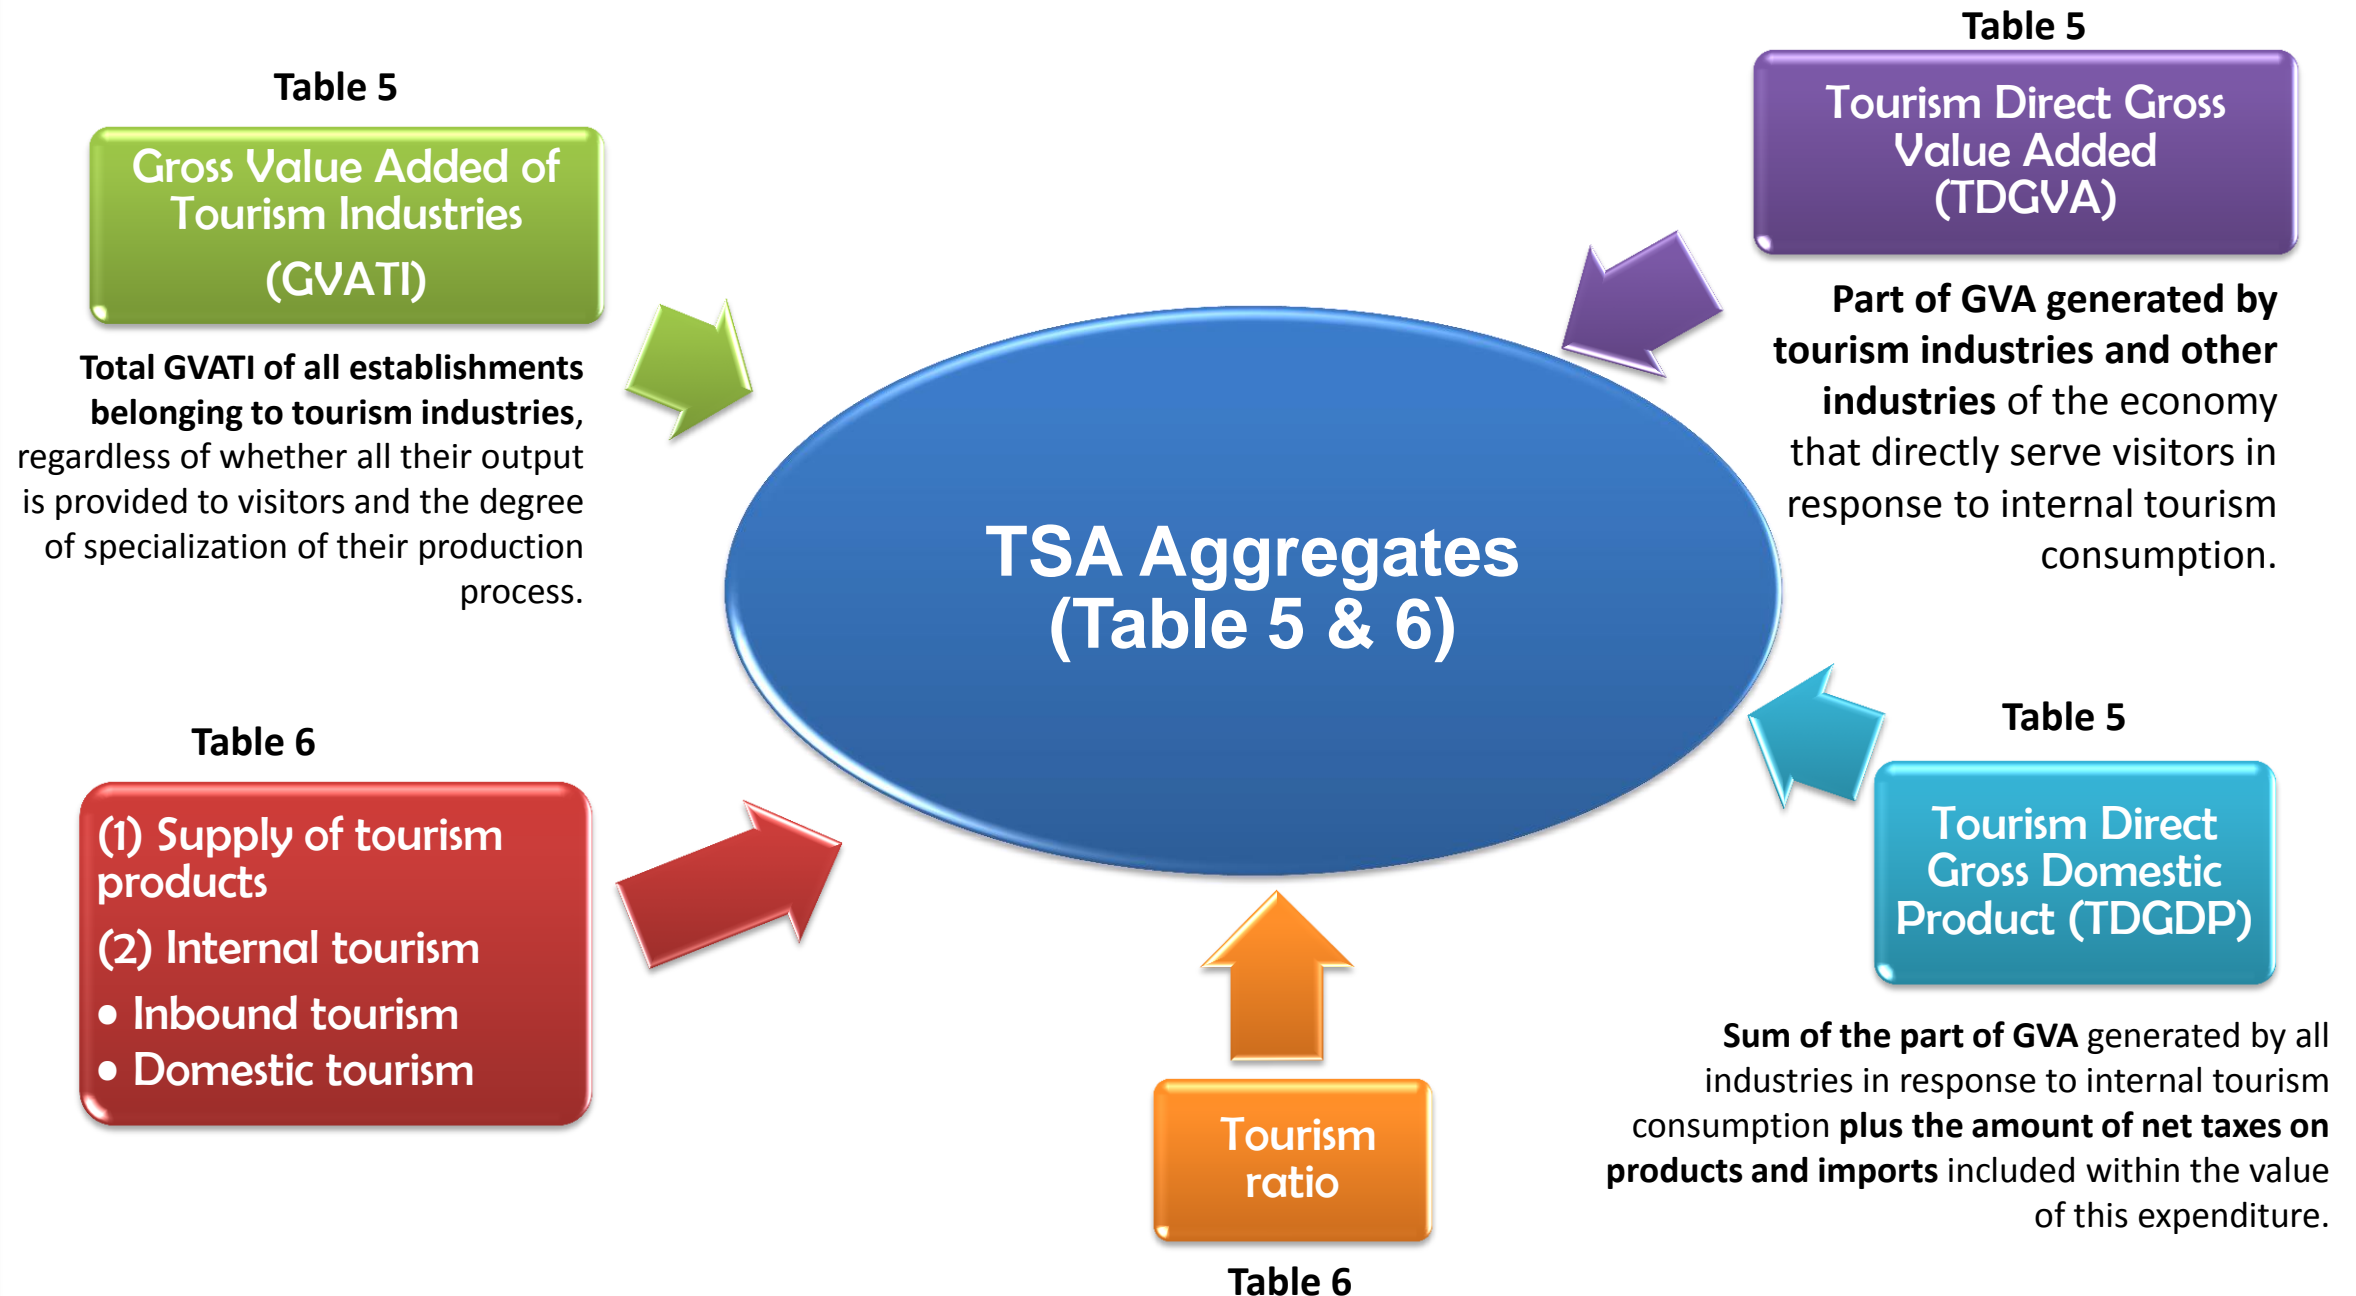 Table 5
Gross Value Added of
Tourism Industries
(GVATI)
Total GVATI of all establishments
belonging to tourism industries,
regardless of whether all their output
is provided to visitors and the degree
of specialization of their production
process.
Table 5
Tourism Direct Gross
Value Added
(TDGVA)
Part of GVA generated by
tourism industries and other
industries of the economy
that directly serve visitors in
response to internal tourism
consumption.
TSA Aggregates
(Table 5 & 6)
Table 6
(1) Supply of tourism
products
(2) Internal tourism
• Inbound tourism
• Domestic tourism
Table 5
Tourism Direct
Gross Domestic
Product (TDGDP)
Sum of the part of GVA generated by all
industries in response to internal tourism
consumption plus the amount of net taxes on
products and imports included within the value
of this expenditure.
Tourism
ratio
Table 6